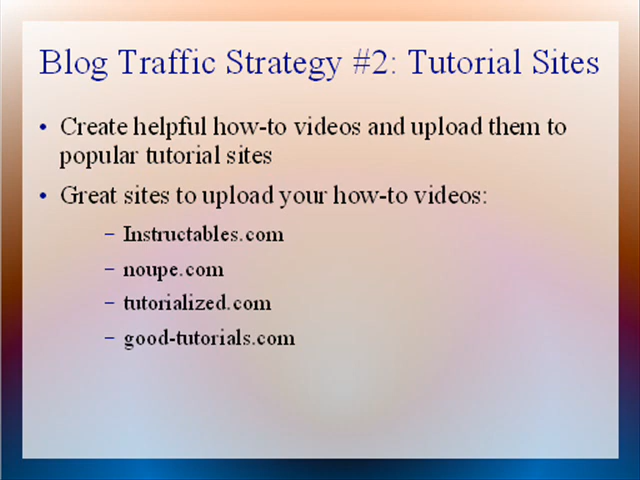 Blog Traffic Strategy #2: Tutorial Sites
• Create helpful how-to videos and upload them to
popular tutorial sites
• Great sites to upload your how-to videos:
– Instructables.com
– noupe.com
– tutorialized.com
– good-tutorials.com